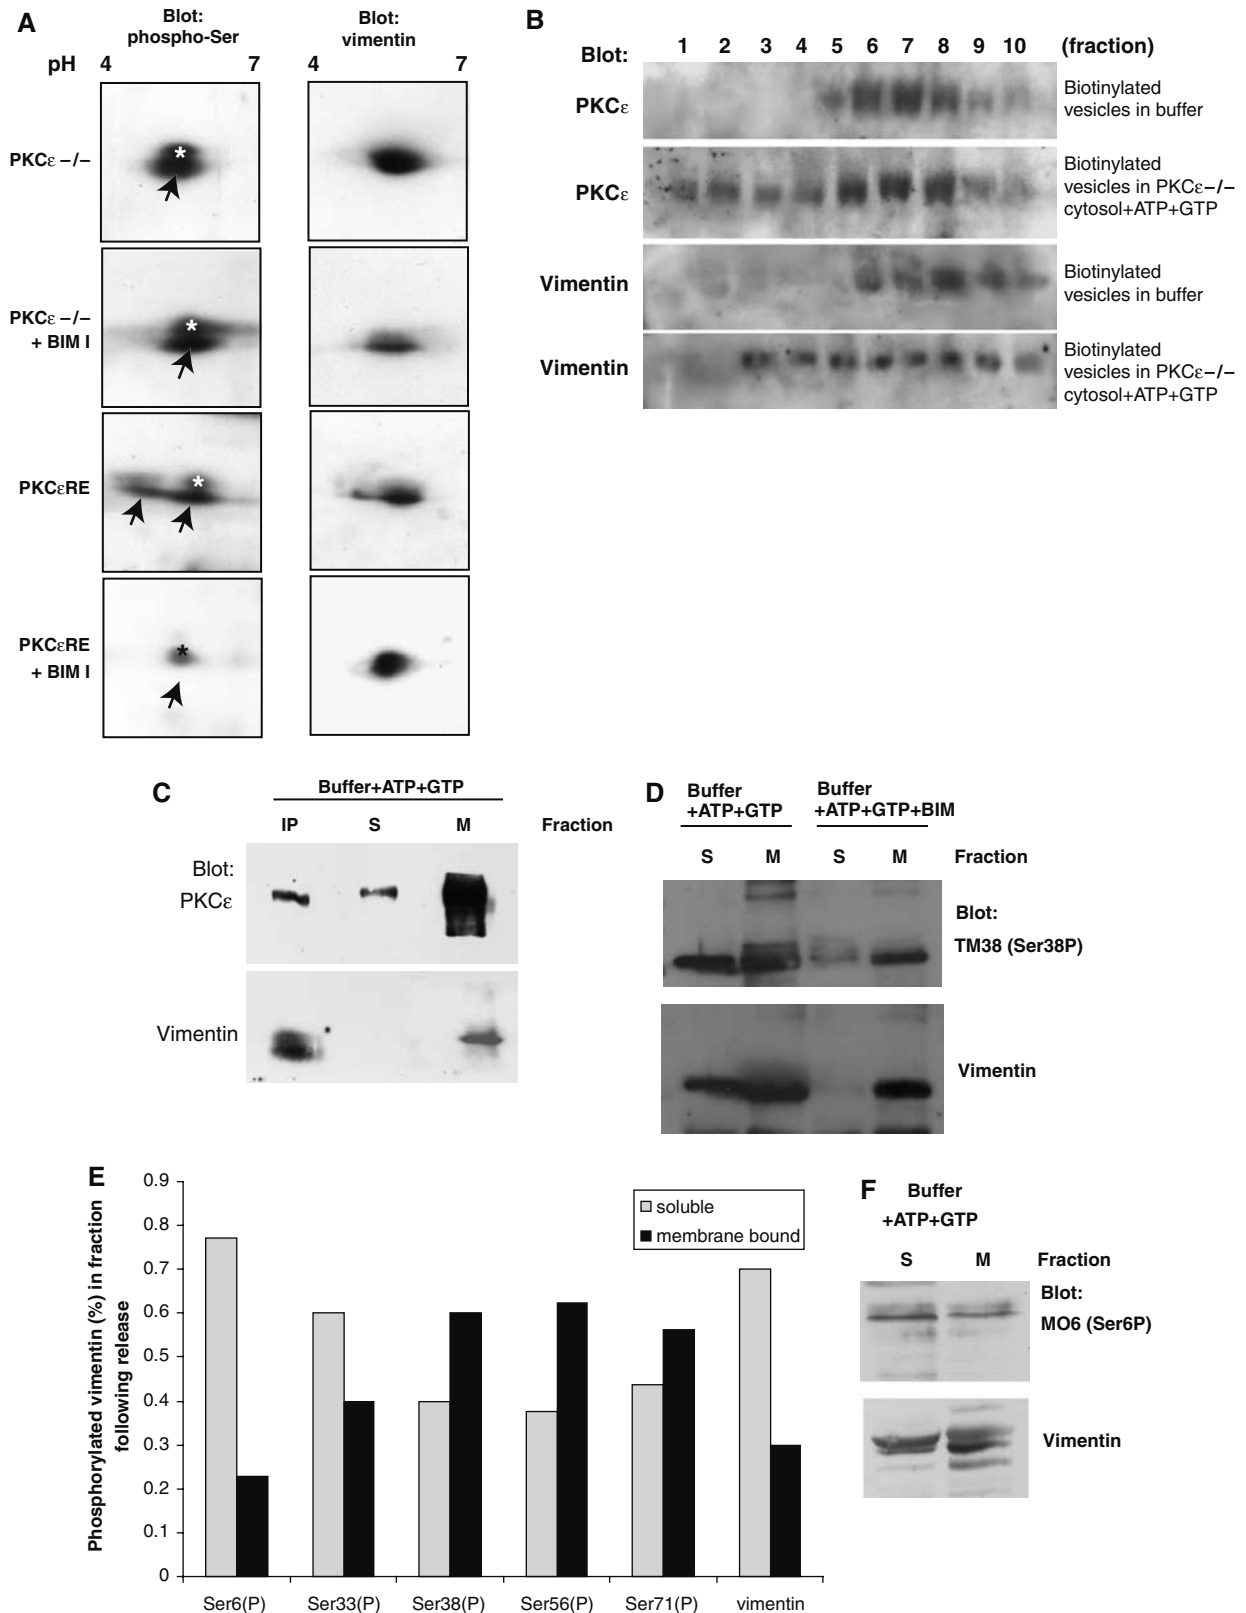 A
Blot:
phospho-Ser
Blot:
vimentin
pH 4 7 4 7
PKCε –/–
*
PKCε –/–
+ BIM I
*
PKCεRE
*
PKCεRE
+ BIM I
*
B
Blot:
1 2 3 4 5 6 7 8 9 10 (fraction)
PKCε
Biotinylated
vesicles in buffer
PKCε
Biotinylated
vesicles in PKCε–/–
cytosol+ATP+GTP
Vimentin
Biotinylated
vesicles in buffer
Vimentin
Biotinylated
vesicles in PKCε–/–
cytosol+ATP+GTP
C
Buffer+ATP+GTP
IP S M Fraction
Blot:
PKCε
Vimentin
D
Buffer
+ATP+GTP
Buffer
+ATP+GTP+BIM
S M S M Fraction
Blot:
TM38 (Ser38P)
Vimentin
E
Phosphorylated vimentin (%) in fraction
following release
0.9
0.8
0.7
0.6
0.5
0.4
0.3
0.2
0.1
0
soluble
membrane bound
Ser6(P) Ser33(P) Ser38(P) Ser56(P) Ser71(P) vimentin
F
Buffer
+ATP+GTP
S M Fraction
Blot:
MO6 (Ser6P)
Vimentin